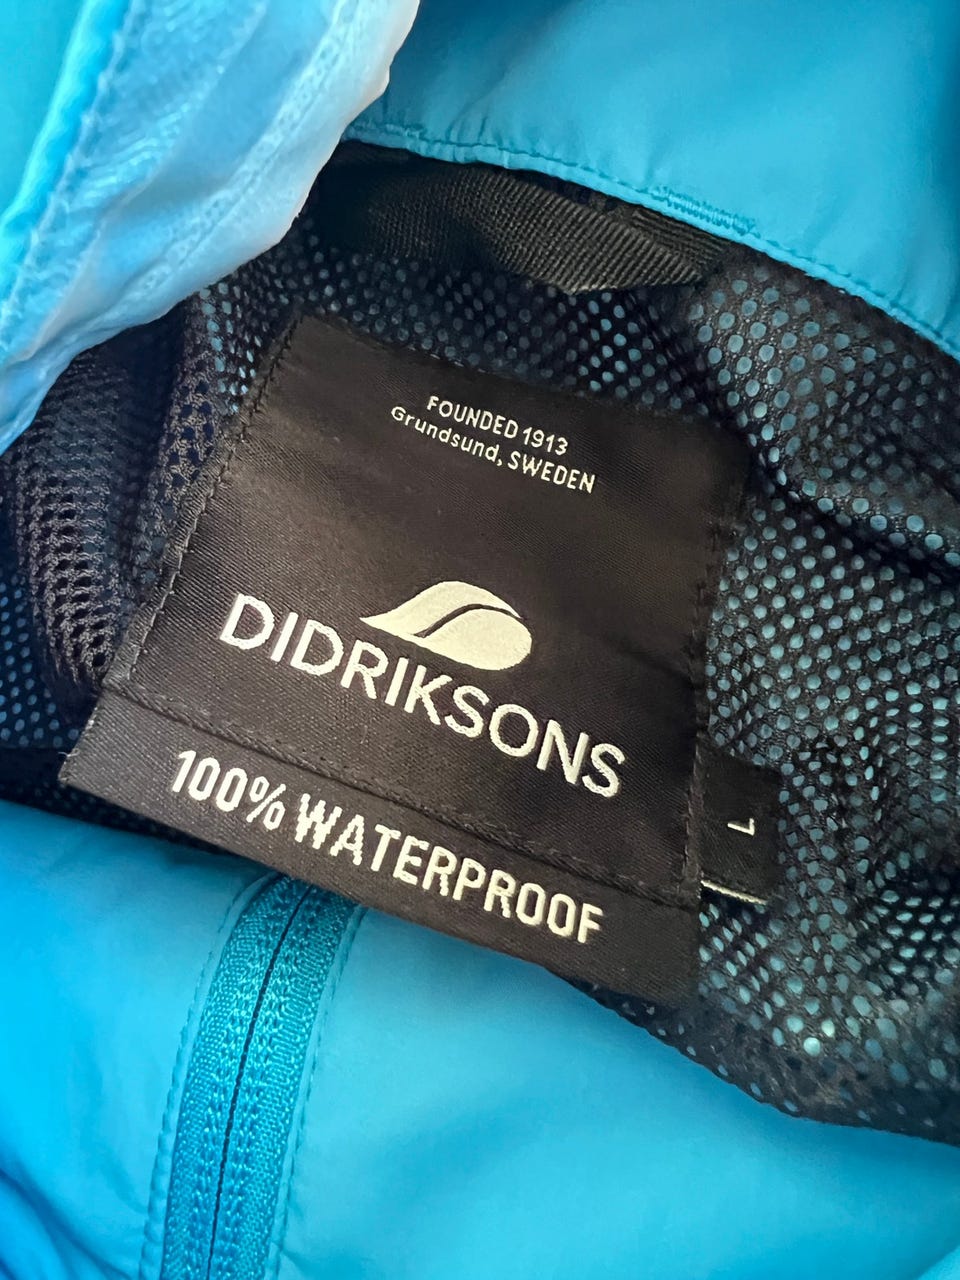 FOUNDED 1913
Grundsund, SWEDEN
DIDRIKSONS
100% WATERPROOF
L